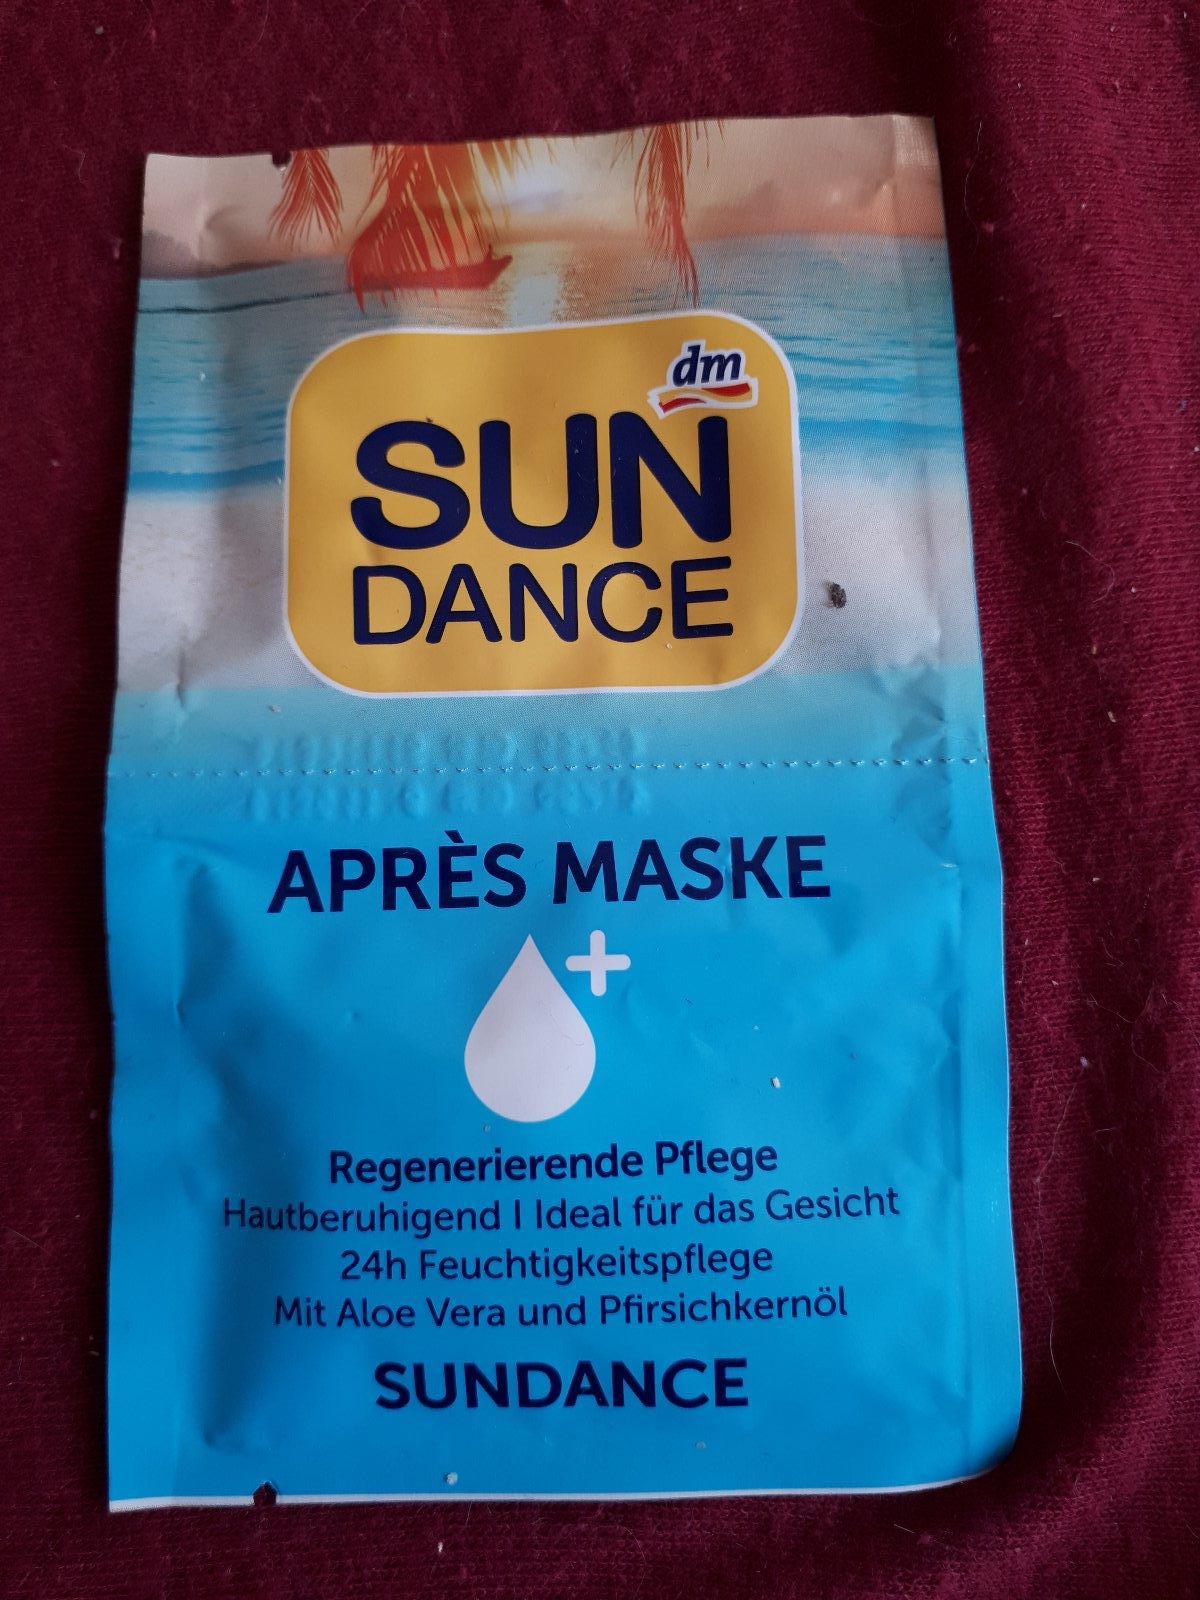 dm
SUN
DANCE
APRÈS MASKE
Regenerierende Pflege
Hautberuhigend | Ideal für das Gesicht
24h Feuchtigkeitspflege
Mit Aloe Vera und Pfirsichkernöl
SUNDANCE